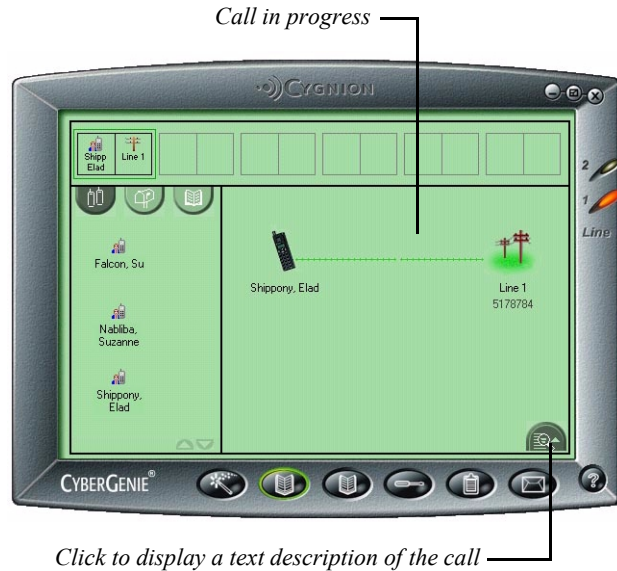 Call in progress
CYGNION
Shipp
Elad
Line 1
2
1
Line
Falcon, Su
Nabliba,
Suzanne
Shippony,
Elad
Shippony, Elad
Line 1
5178784
CYBERGENIE®
?
Click to display a text description of the call